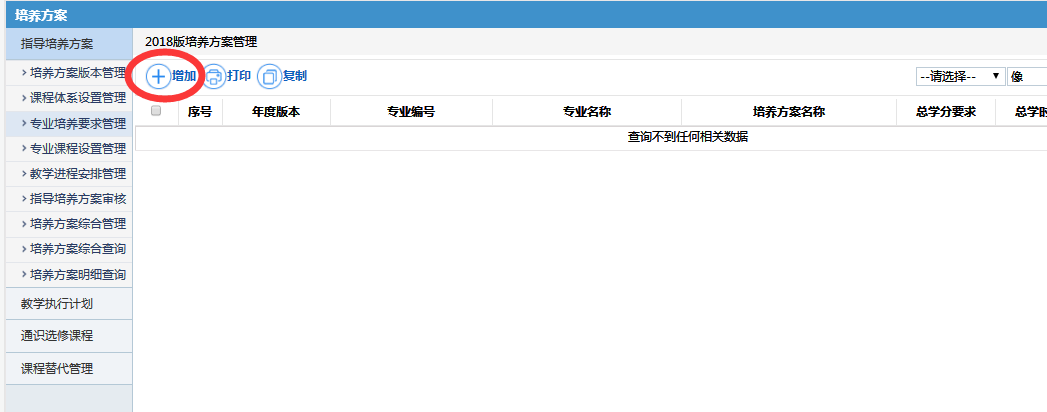 培养方案
指导培养方案
培养方案版本管理
课程体系设置管理
专业培养要求管理
专业课程设置管理
教学进程安排管理
指导培养方案审核
培养方案综合管理
培养方案综合查询
培养方案明细查询
教学执行计划
通识选修课程
课程替代管理
2018版培养方案管理
增加 打印 复制 --请选择-- 像
序号 年度版本 专业编号 专业名称 培养方案名称 总学分要求 总学时
查询不到任何相关数据